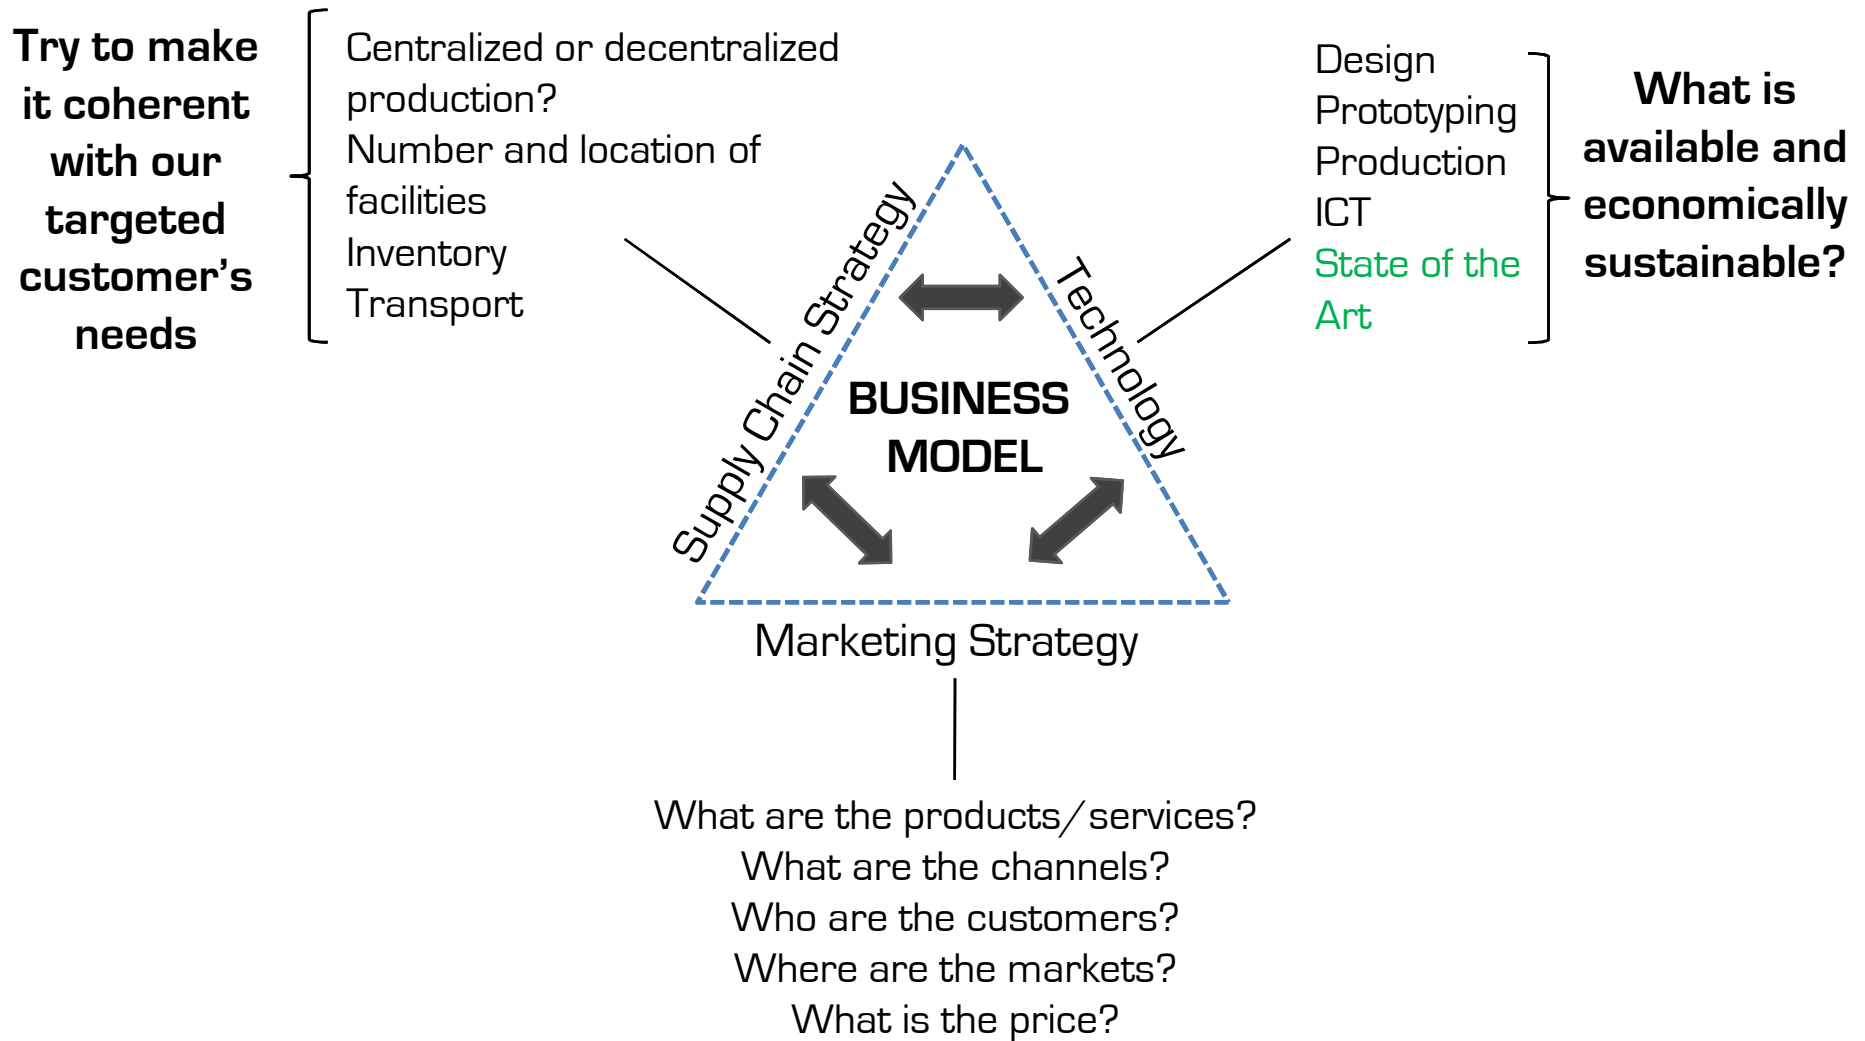 Try to make
it coherent
with our
targeted
customer's
needs
Centralized or decentralized
production?
Number and location of
facilities
Inventory
Transport
Design
Prototyping
Production
ICT
State of the
Art
What is
available and
economically
sustainable?
Supply Chain Strategy
Technology
BUSINESS
MODEL
Marketing Strategy
What are the products/services?
What are the channels?
Who are the customers?
Where are the markets?
What is the price?